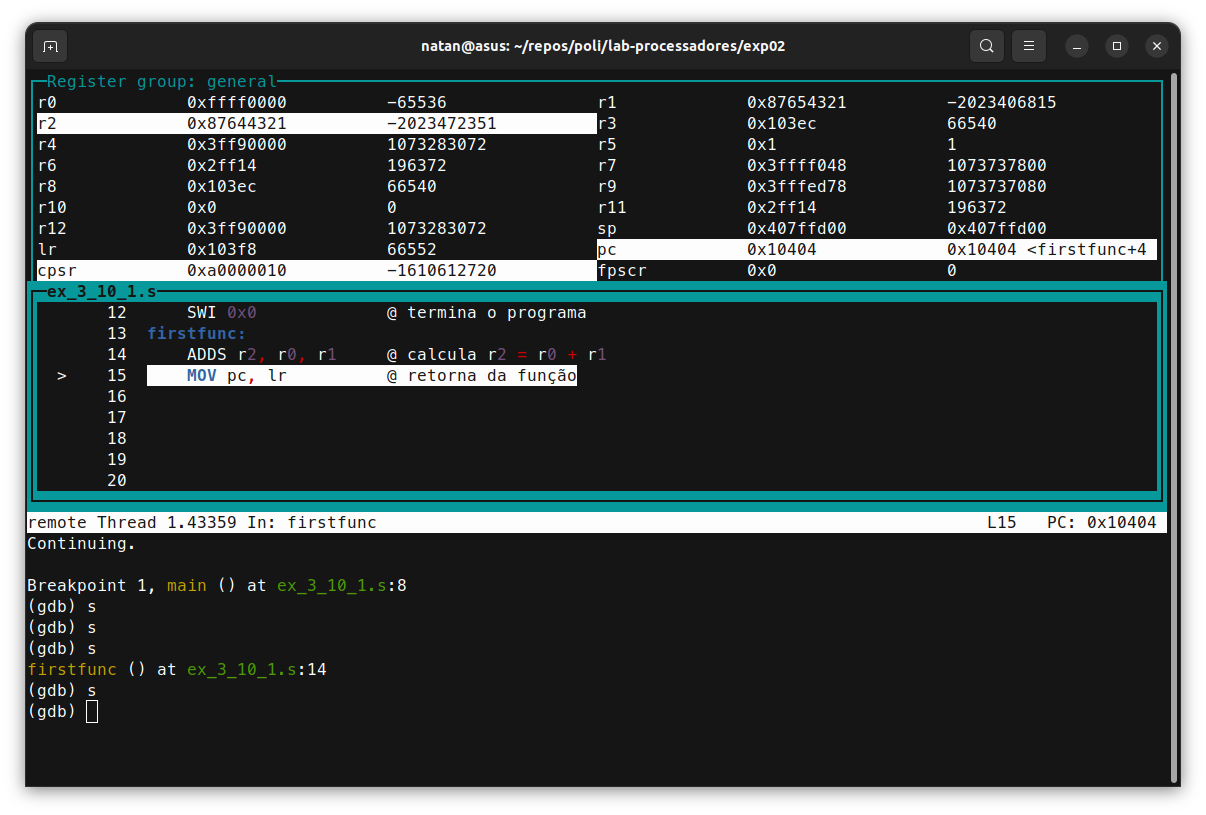 natan@asus: ~/repos/poli/lab-processadores/exp02
Register group: general
r0 0xffff0000 -65536 r1 0x87654321 -2023406815
r2 0x87644321 -2023472351 r3 0x103ec 66540
r4 0x3ff90000 1073283072 r5 0x1 1
r6 0x2ff14 196372 r7 0x3ffff048 1073737800
r8 0x103ec 66540 r9 0x3fffed78 1073737080
r10 0x0 0 r11 0x2ff14 196372
r12 0x3ff90000 1073283072 sp 0x407ffd00 0x407ffd00
lr 0x103f8 66552 pc 0x10404 0x10404 <firstfunc+4
cpsr 0xa0000010 -1610612720 fpscr 0x0 0
ex_3_10_1.s
12 SWI 0x0 @ termina o programa
13 firstfunc:
14 ADDS r2, r0, r1 @ calcula r2 = r0 + r1
> 15 MOV pc, lr @ retorna da função
16
17
18
19
20
remote Thread 1.43359 In: firstfunc L15 PC: 0x10404
Continuing.
Breakpoint 1, main () at ex_3_10_1.s:8
(gdb) s
(gdb) s
(gdb) s
firstfunc () at ex_3_10_1.s:14
(gdb) s
(gdb)